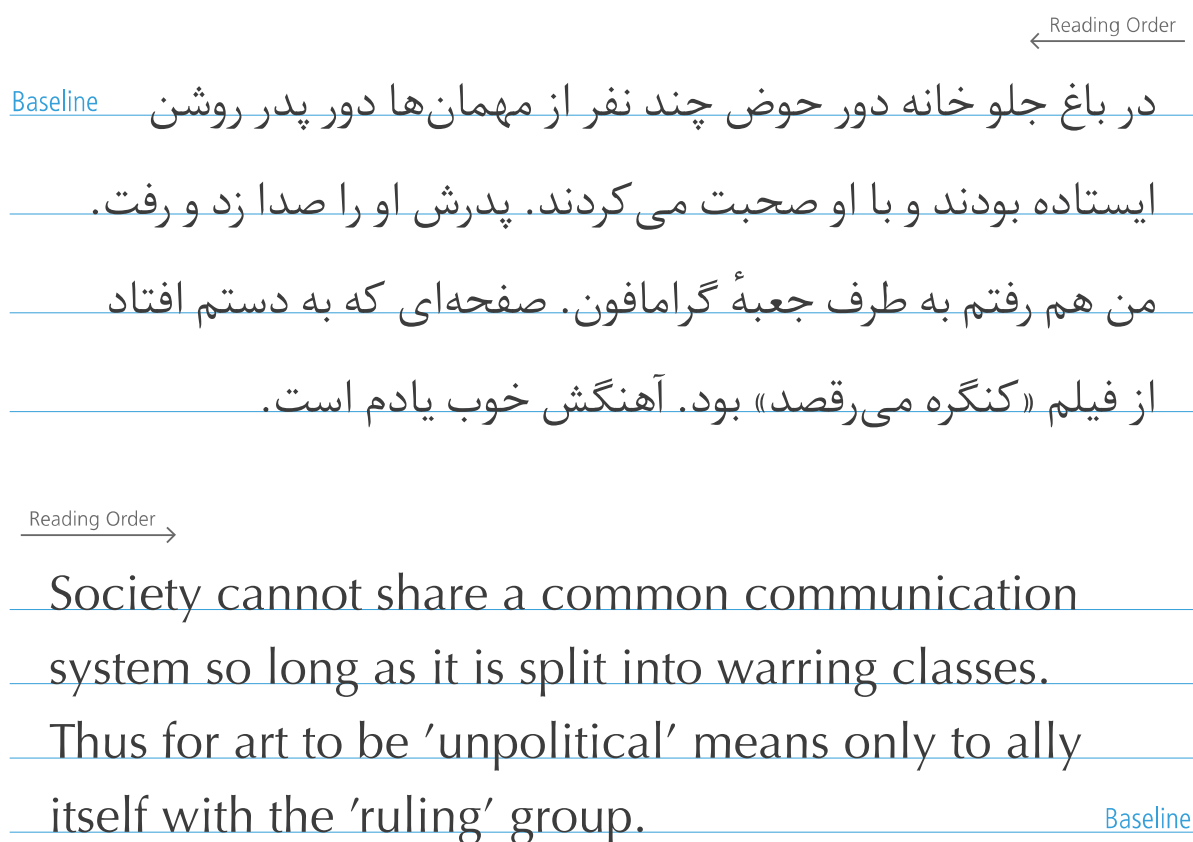 Reading Order
Baseline
در باغ جلو خانه دور حوض چند نفر از مهمان‌ها دور پدر روشن
ایستاده بودند و با او صحبت می‌کردند. پدرش او را صدا زد و رفت.
من هم رفتم به طرف جعبهٔ گرامافون. صفحه‌ای که به دستم افتاد
از فیلم «کنگره می‌رقصد» بود. آهنگش خوب یادم است.
Reading Order
Society cannot share a common communication
system so long as it is split into warring classes.
Thus for art to be ’unpolitical’ means only to ally
itself with the ’ruling’ group.
Baseline